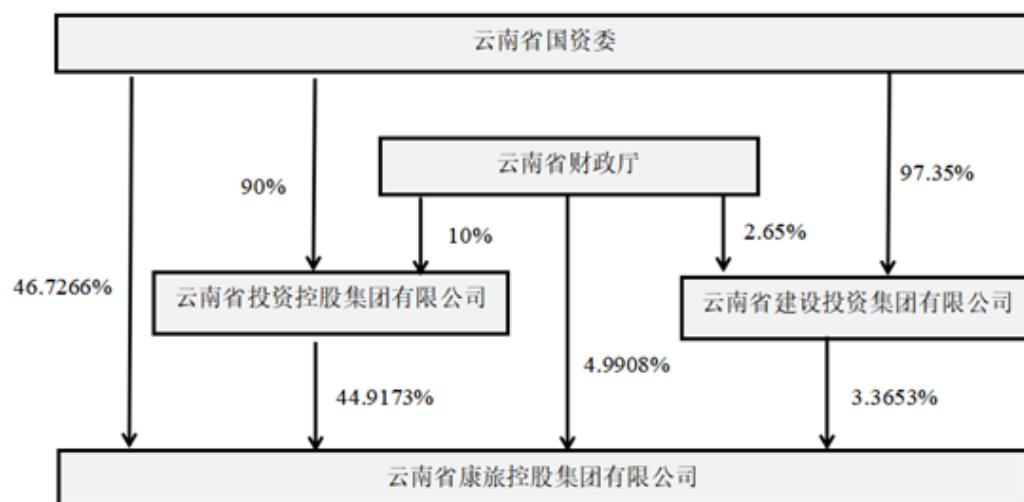 云南省国资委
云南省财政厅
90%
97.35%
10%
2.65%
46.7266%
云南省投资控股集团有限公司
云南省建设投资集团有限公司
4.9908%
44.9173%
3.3653%
云南省康旅控股集团有限公司